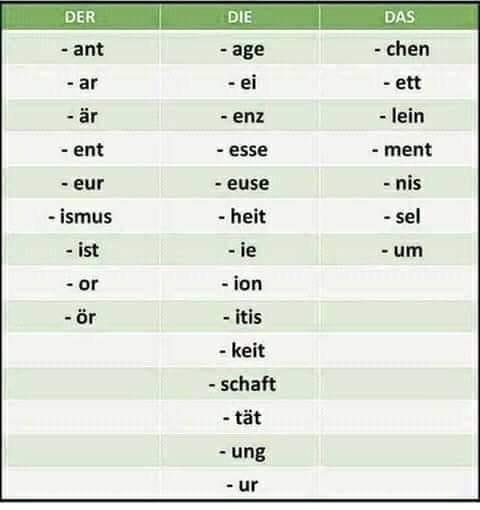 DER DIE DAS
- ant - age - chen
- ar - ei - ett
- är - enz - lein
- ent - esse - ment
- eur - euse - nis
- ismus - heit - sel
- ist - ie - um
- or - ion
- ör - itis
- keit
- schaft
- tät
- ung
- ur